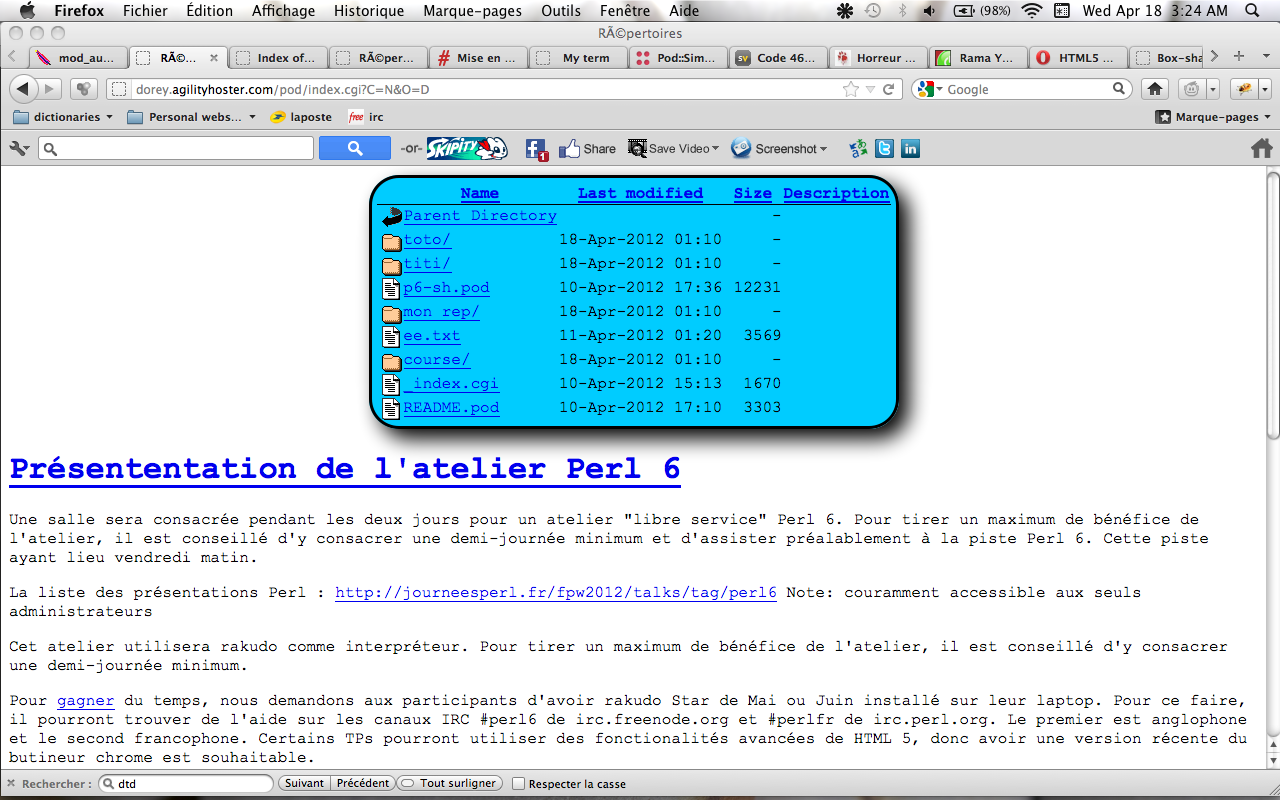 Firefox Fichier Édition Affichage Historique Marque-pages Outils Fenêtre Aide (98%) Wed Apr 18 3:24 AM
RÃ©pertoires
mod_au... RÃ©... Index of... RÃ©per... Mise en ... My term Pod::Sim... Code 46... Horreur ... Rama Y... HTML5 ... Box-sha
dorey.agilityhoster.com/pod/index.cgi?C=N&O=D Google
dictionaries Personal webs... laposte free irc Marque-pages
-or- SKIPITY 1 Share Save Video Screenshot
Name Last modified Size Description
Parent Directory -
toto/ 18-Apr-2012 01:10 -
titi/ 18-Apr-2012 01:10 -
p6-sh.pod 10-Apr-2012 17:36 12231
mon rep/ 18-Apr-2012 01:10 -
ee.txt 11-Apr-2012 01:20 3569
course/ 18-Apr-2012 01:10 -
_index.cgi 10-Apr-2012 15:13 1670
README.pod 10-Apr-2012 17:10 3303
Présententation de l'atelier Perl 6
Une salle sera consacrée pendant les deux jours pour un atelier "libre service" Perl 6. Pour tirer un maximum de bénéfice de
l'atelier, il est conseillé d'y consacrer une demi-journée minimum et d'assister préalablement à la piste Perl 6. Cette piste
ayant lieu vendredi matin.
La liste des présentations Perl : http://journeesperl.fr/fpw2012/talks/tag/perl6 Note: couramment accessible aux seuls
administrateurs
Cet atelier utilisera rakudo comme interpréteur. Pour tirer un maximum de bénéfice de l'atelier, il est conseillé d'y consacrer
une demi-journée minimum.
Pour gagner du temps, nous demandons aux participants d'avoir rakudo Star de Mai ou Juin installé sur leur laptop. Pour ce faire,
il pourront trouver de l'aide sur les canaux IRC #perl6 de irc.freenode.org et #perlfr de irc.perl.org. Le premier est anglophone
et le second francophone. Certains TPs pourront utiliser des fonctionalités avancées de HTML 5, donc avoir une version récente du
butineur chrome est souhaitable.
Rechercher : dtd Suivant Précédent Tout surligner Respecter la casse